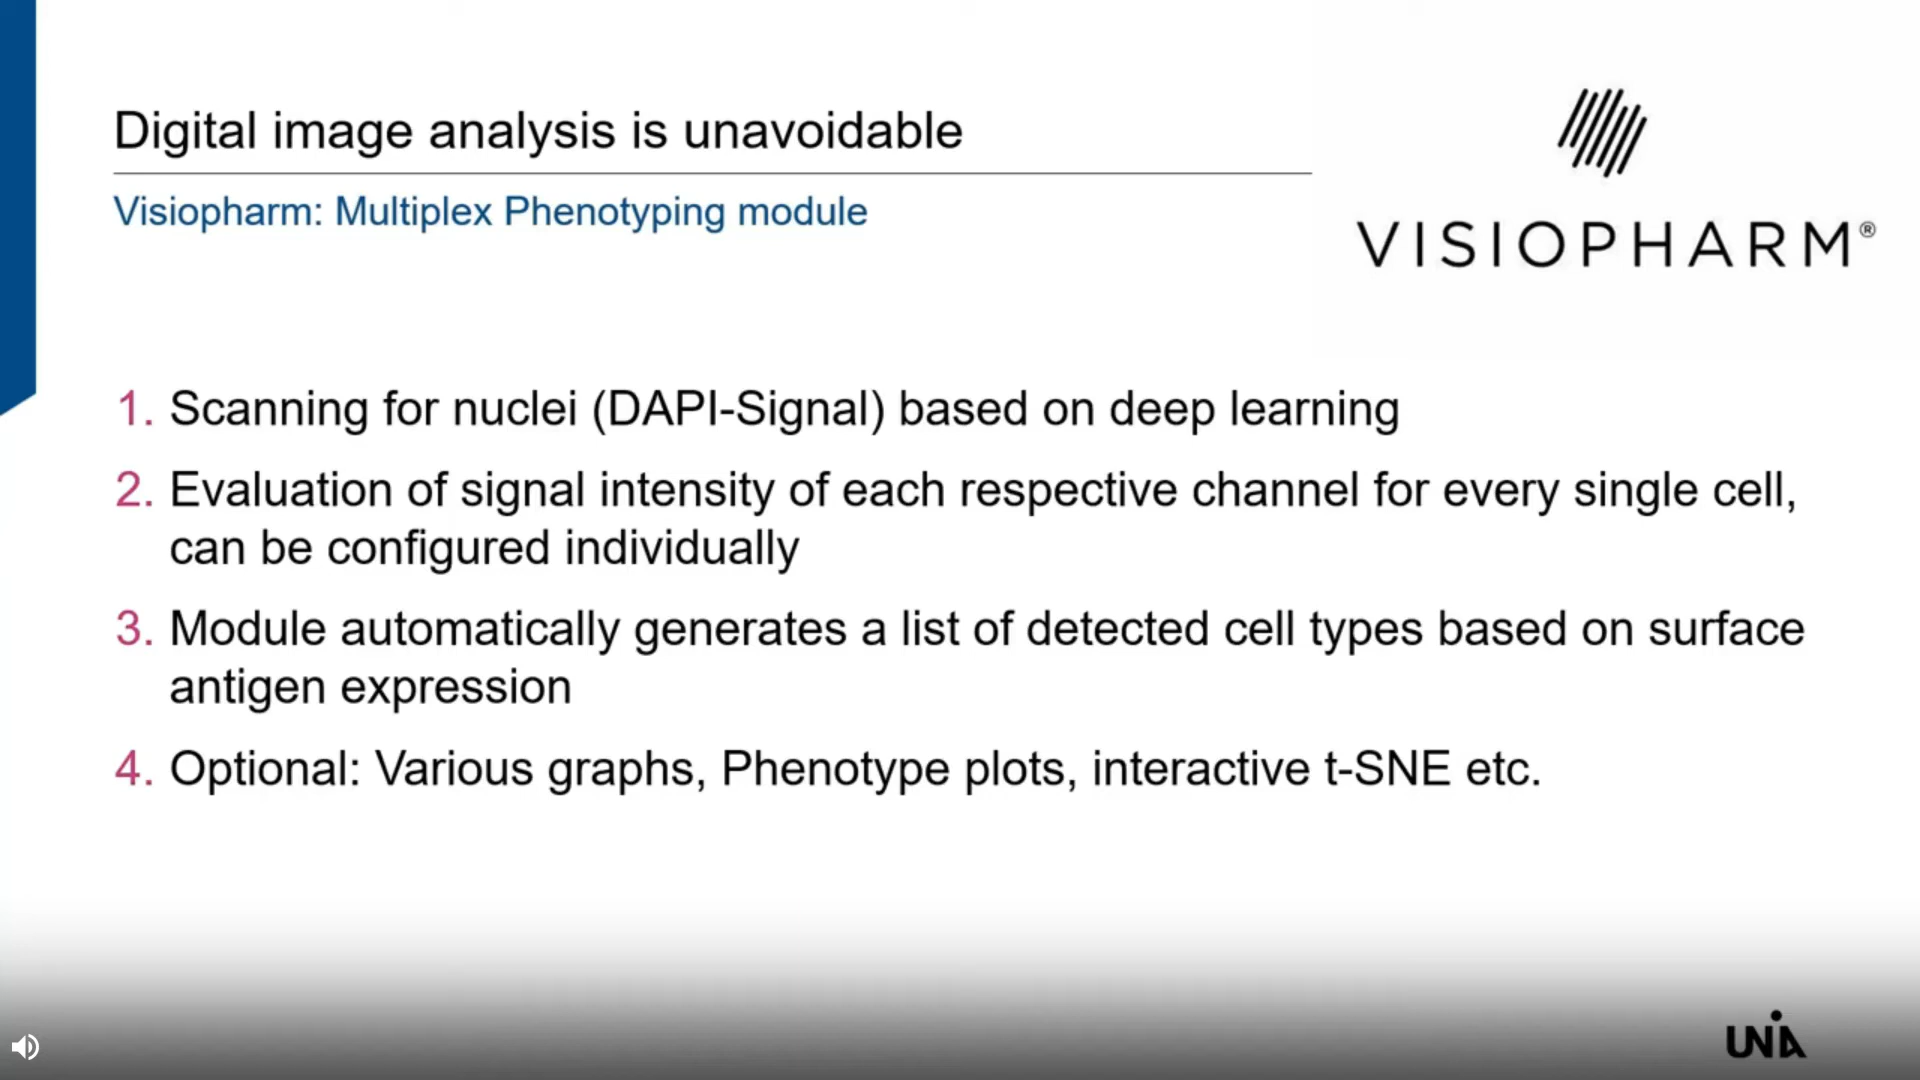 Digital image analysis is unavoidable
Visiopharm: Multiplex Phenotyping module
VISIOPHARM®
1. Scanning for nuclei (DAPI-Signal) based on deep learning
2. Evaluation of signal intensity of each respective channel for every single cell,
can be configured individually
3. Module automatically generates a list of detected cell types based on surface
antigen expression
4. Optional: Various graphs, Phenotype plots, interactive t-SNE etc.
UNIA